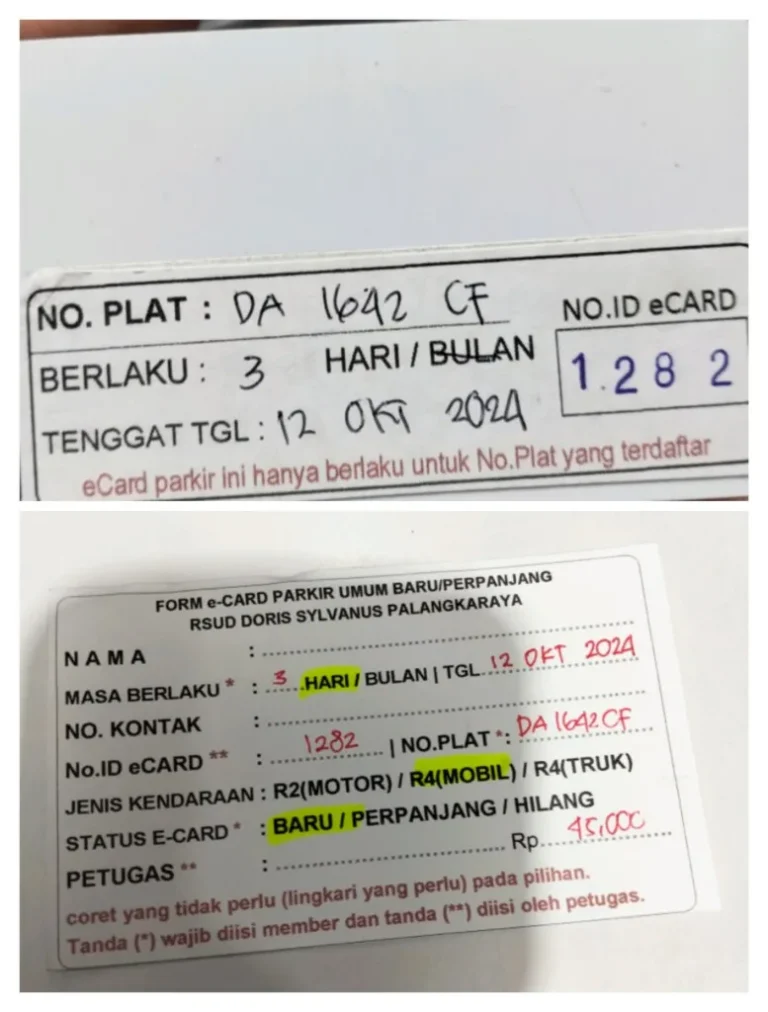 NO. PLAT : DA 1642 CF
NO.ID eCARD
BERLAKU : 3 HARI / BULAN
1.282
TENGGAT TGL : 12 OKT 2024
eCard parkir ini hanya berlaku untuk No.Plat yang terdaftar
FORM e-CARD PARKIR UMUM BARU/PERPANJANG
RSUD DORIS SYLVANUS PALANGKARAYA
NAMA :
MASA BERLAKU * : 3 HARI / BULAN | TGL. 12 OKT 2024
NO. KONTAK :
No.ID eCARD ** : 1282 | NO.PLAT * : DA 1642 CF
JENIS KENDARAAN : R2(MOTOR) / R4(MOBIL) / R4(TRUK)
STATUS E-CARD * : BARU / PERPANJANG / HILANG
PETUGAS ** : Rp. 45,000
coret yang tidak perlu (lingkari yang perlu) pada pilihan.
Tanda (*) wajib diisi member dan tanda (**) diisi oleh petugas.